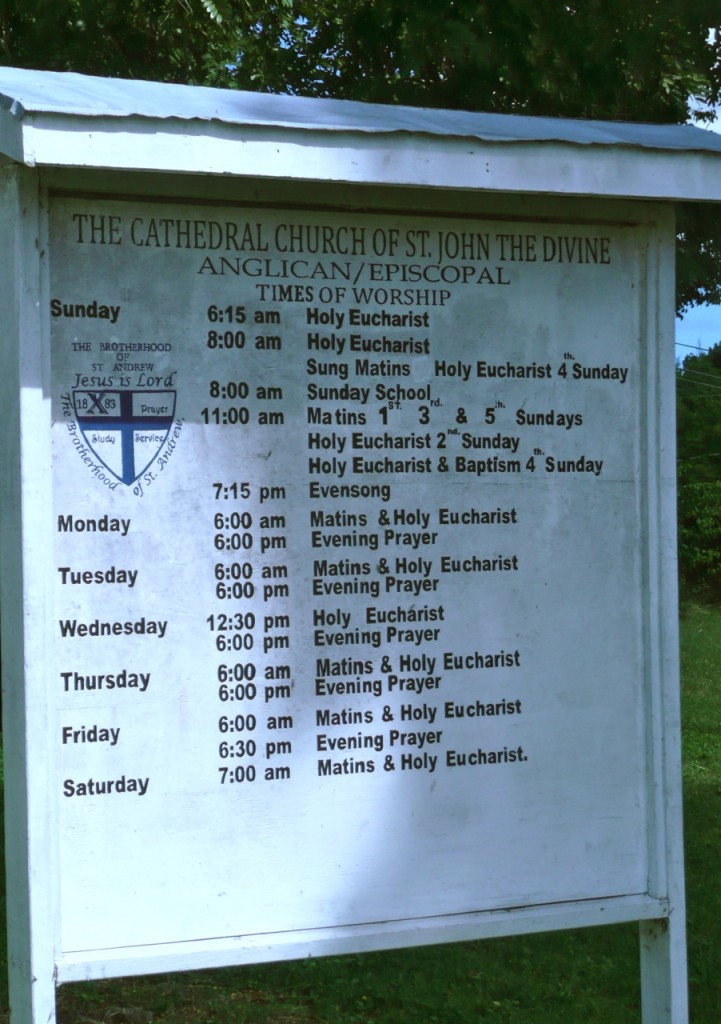 THE CATHEDRAL CHURCH OF ST. JOHN THE DIVINE
ANGLICAN/EPISCOPAL
TIMES OF WORSHIP
Sunday 6:15 am Holy Eucharist
8:00 am Holy Eucharist
Sung Matins Holy Eucharist 4th. Sunday
8:00 am Sunday School
11:00 am Matins 1st. 3rd. & 5th. Sundays
Holy Eucharist 2nd. Sunday
Holy Eucharist & Baptism 4th. Sunday
7:15 pm Evensong
THE BROTHERHOOD
OF
ST ANDREW
Jesus is Lord
18 X 83 Prayer
Study Service
The Brotherhood of St. Andrew
Monday 6:00 am Matins & Holy Eucharist
6:00 pm Evening Prayer
Tuesday 6:00 am Matins & Holy Eucharist
6:00 pm Evening Prayer
Wednesday 12:30 pm Holy Eucharist
6:00 pm Evening Prayer
Thursday 6:00 am Matins & Holy Eucharist
6:00 pm Evening Prayer
Friday 6:00 am Matins & Holy Eucharist
6:30 pm Evening Prayer
Saturday 7:00 am Matins & Holy Eucharist.